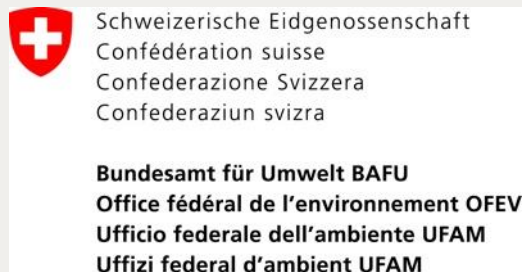 Schweizerische Eidgenossenschaft
Confédération suisse
Confederazione Svizzera
Confederaziun svizra
Bundesamt für Umwelt BAFU
Office fédéral de l'environnement OFEV
Ufficio federale dell'ambiente UFAM
Uffizi federal d'ambient UFAM